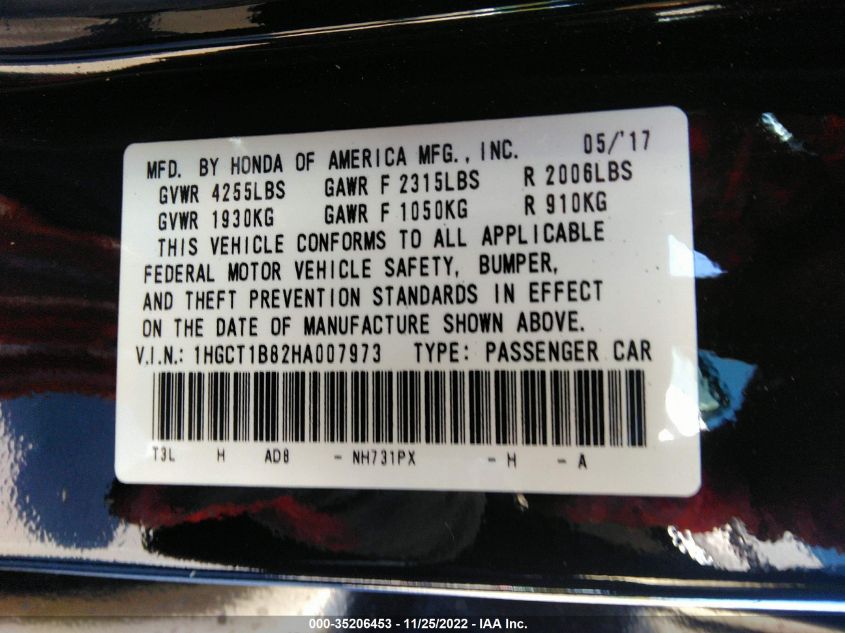 MFD. BY HONDA OF AMERICA MFG., INC. 05/'17
GVWR 4255LBS GAWR F 2315LBS R 2006LBS
GVWR 1930KG GAWR F 1050KG R 910KG
THIS VEHICLE CONFORMS TO ALL APPLICABLE
FEDERAL MOTOR VEHICLE SAFETY, BUMPER,
AND THEFT PREVENTION STANDARDS IN EFFECT
ON THE DATE OF MANUFACTURE SHOWN ABOVE.
V.I.N.: 1HGCT1B82HA007973 TYPE: PASSENGER CAR
T3L H AD8 - NH731PX - H - A
000-35206453 - 11/25/2022 - IAA Inc.